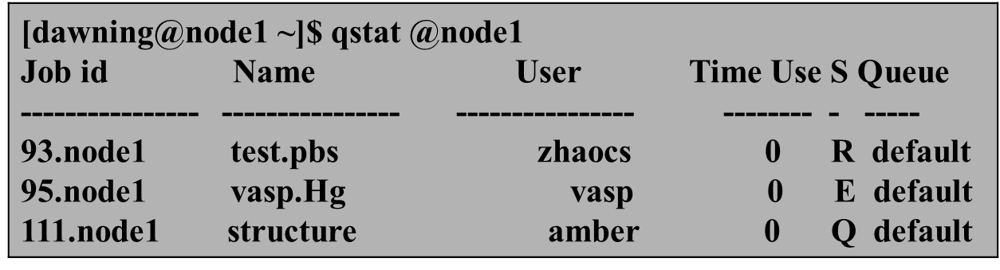 [dawning@node1 ~]$ qstat @node1
Job id Name User Time Use S Queue
---------------- ---------------- ---------------- -------- - -----
93.node1 test.pbs zhaocs 0 R default
95.node1 vasp.Hg vasp 0 E default
111.node1 structure amber 0 Q default